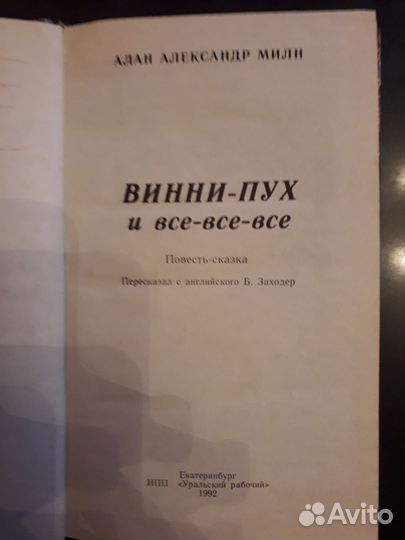 АЛАН АЛЕКСАНДР МИЛН
ВИННИ-ПУХ
и все-все-все
Повесть-сказка
Пересказал с английского Б. Заходер
Екатеринбург
ИПП «Уральский рабочий»
1992
Avito